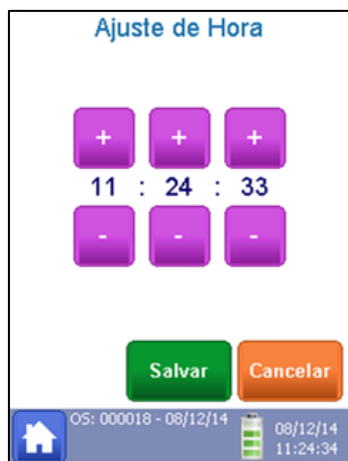 Ajuste de Hora
+ + +
11 : 24 : 33
- - -
Salvar Cancelar
OS: 000018 - 08/12/14
08/12/14
11:24:34